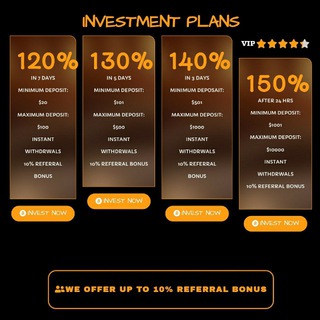 INVESTMENT PLANS
VIP
120%
IN 7 DAYS
MINIMUM DEPOSIT:
$20
MAXIMUM DEPOSIT:
$100
INSTANT
WITHDRWALS
10% REFERRAL
BONUS
INVEST NOW
130%
IN 5 DAYS
MINIMUM DEPOSIT:
$101
MAXIMUM DEPOSIT:
$500
INSTANT
WITHDRWALS
10% REFERRAL BONUS
INVEST NOW
140%
IN 3 DAYS
MINIMUM DEPOSAIT:
$501
MAXIMUM DEPOSIT:
$1000
INSTANT
WITHDRWALS
10% REFERRAL
BONUS
INVEST NOW
150%
AFTER 24 HRS
MINIMUM DEPOSIT:
$1001
MAXIMUM DEPOSIT:
$10000
INSTANT
WITHDRWALS
10% REFERRAL BONUS
INVEST NOW
WE OFFER UP TO 10% REFERRAL BONUS